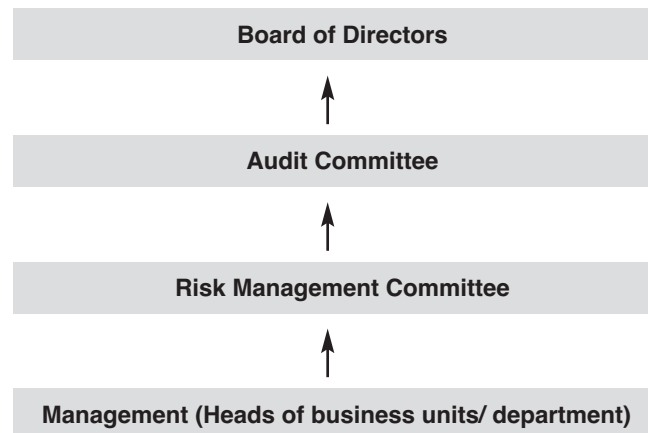 Board of Directors
Audit Committee
Risk Management Committee
Management (Heads of business units/ department)